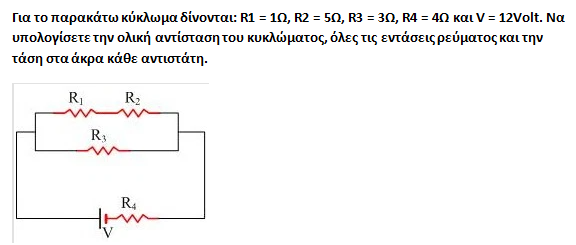 Για το παρακάτω κύκλωμα δίνονται: R1 = 1Ω, R2 = 5Ω, R3 = 3Ω, R4 = 4Ω και V = 12Volt. Να
υπολογίσετε την ολική αντίσταση του κυκλώματος, όλες τις εντάσεις ρεύματος και την
τάση στα άκρα κάθε αντιστάτη.
R1 R2
R3
R4
V